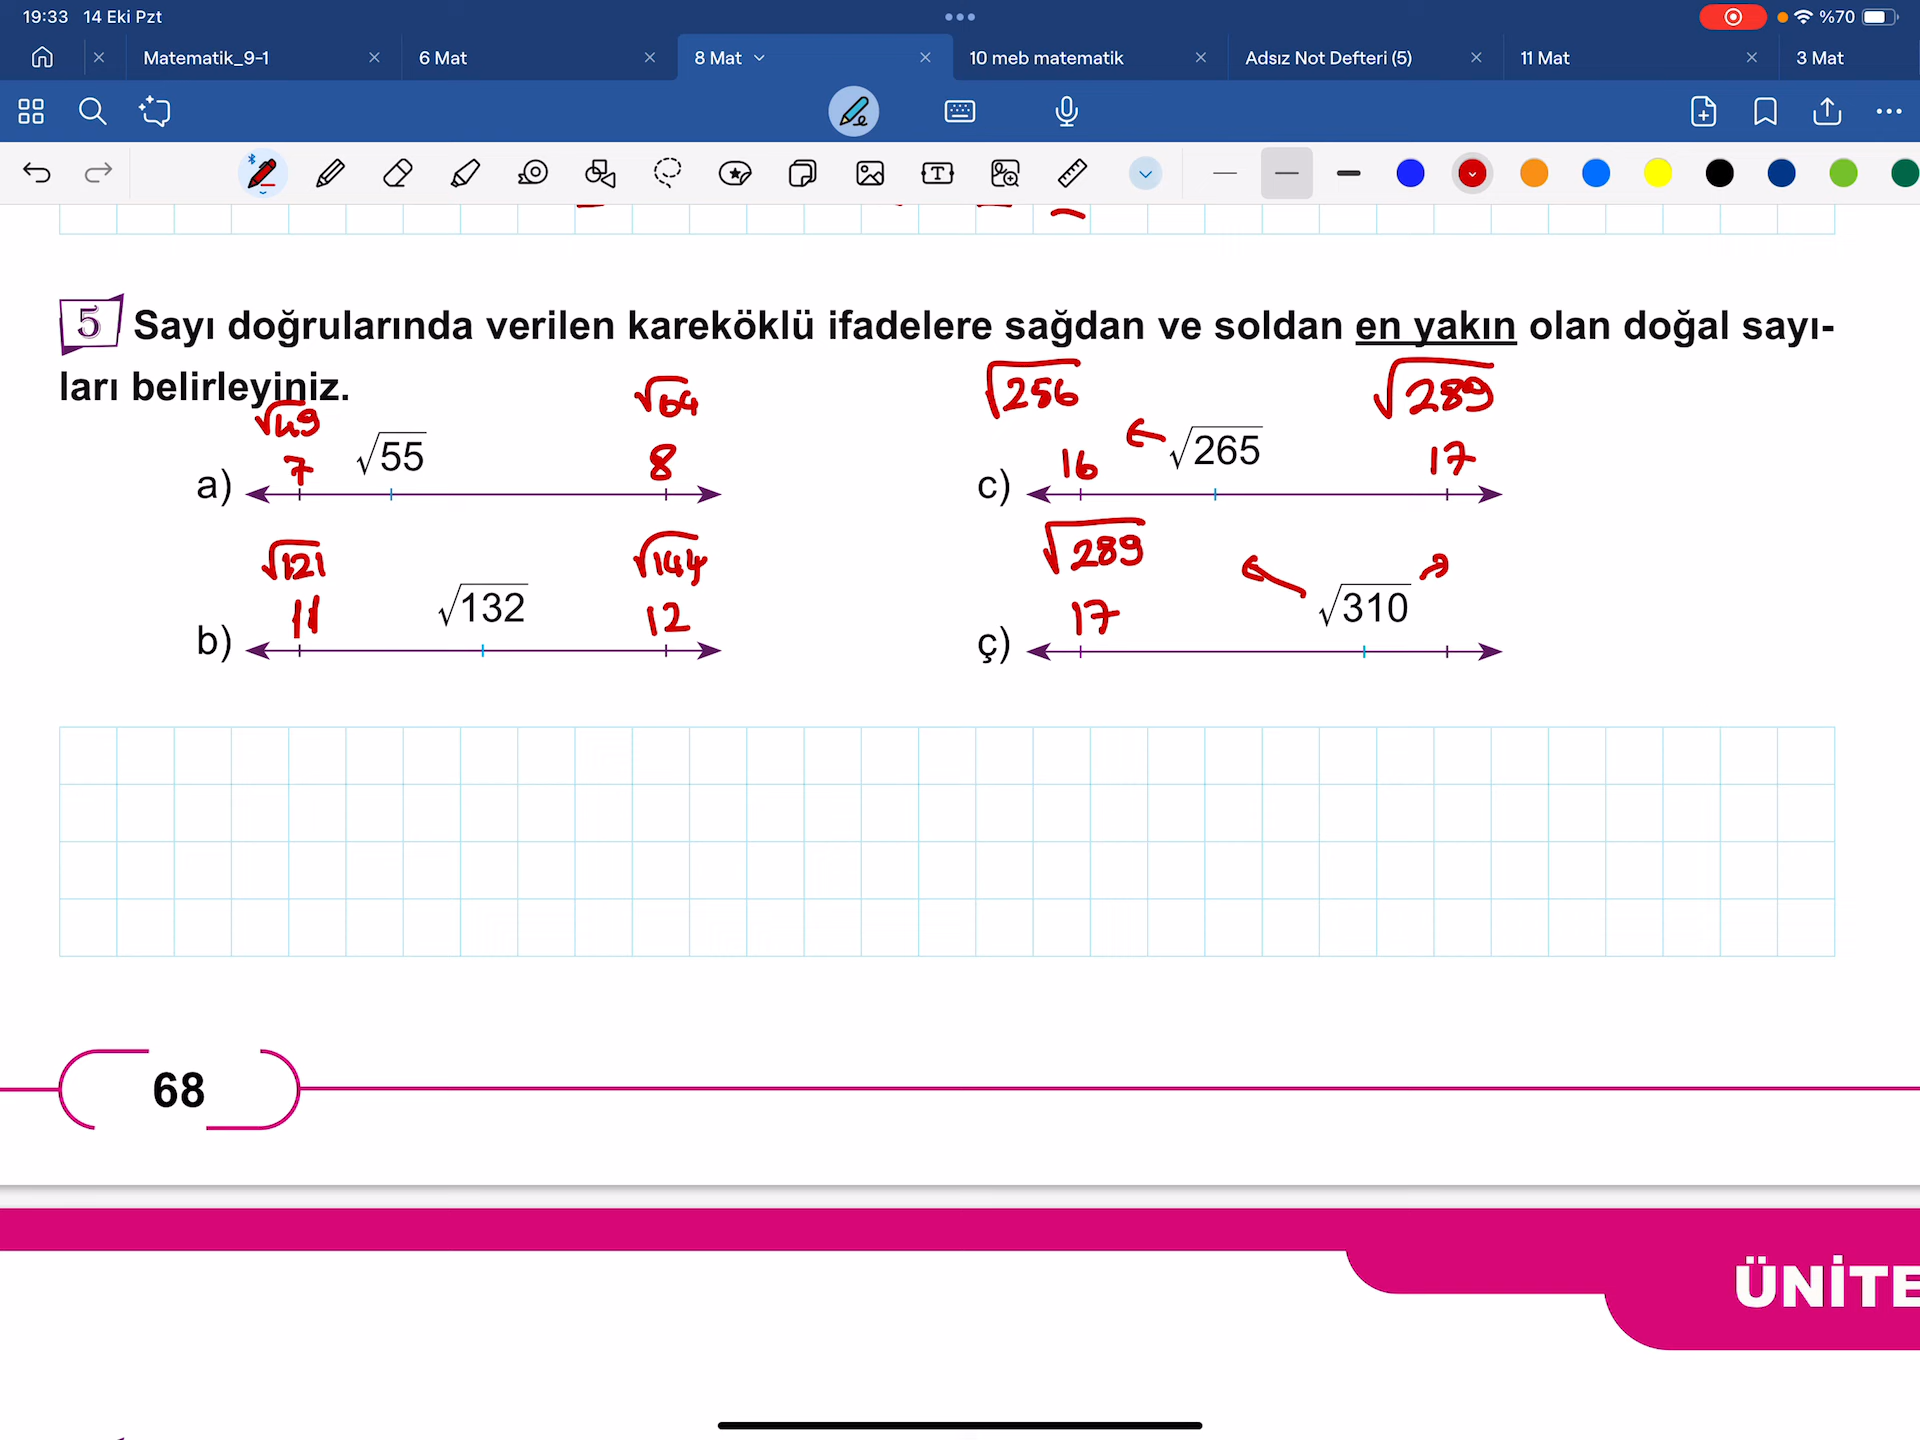 19:33 14 Eki Pzt
%70
Matematik_9-1
6 Mat
8 Mat
10 meb matematik
Adsız Not Defteri (5)
11 Mat
3 Mat
5 Sayı doğrularında verilen kareköklü ifadelere sağdan ve soldan en yakın olan doğal sayı-
ları belirleyiniz.
a) √49 7 √55 √64 8
b) √121 11 √132 √144 12
c) √256 16 √265 √289 17
ç) √289 17 √310
68
ÜNİTE